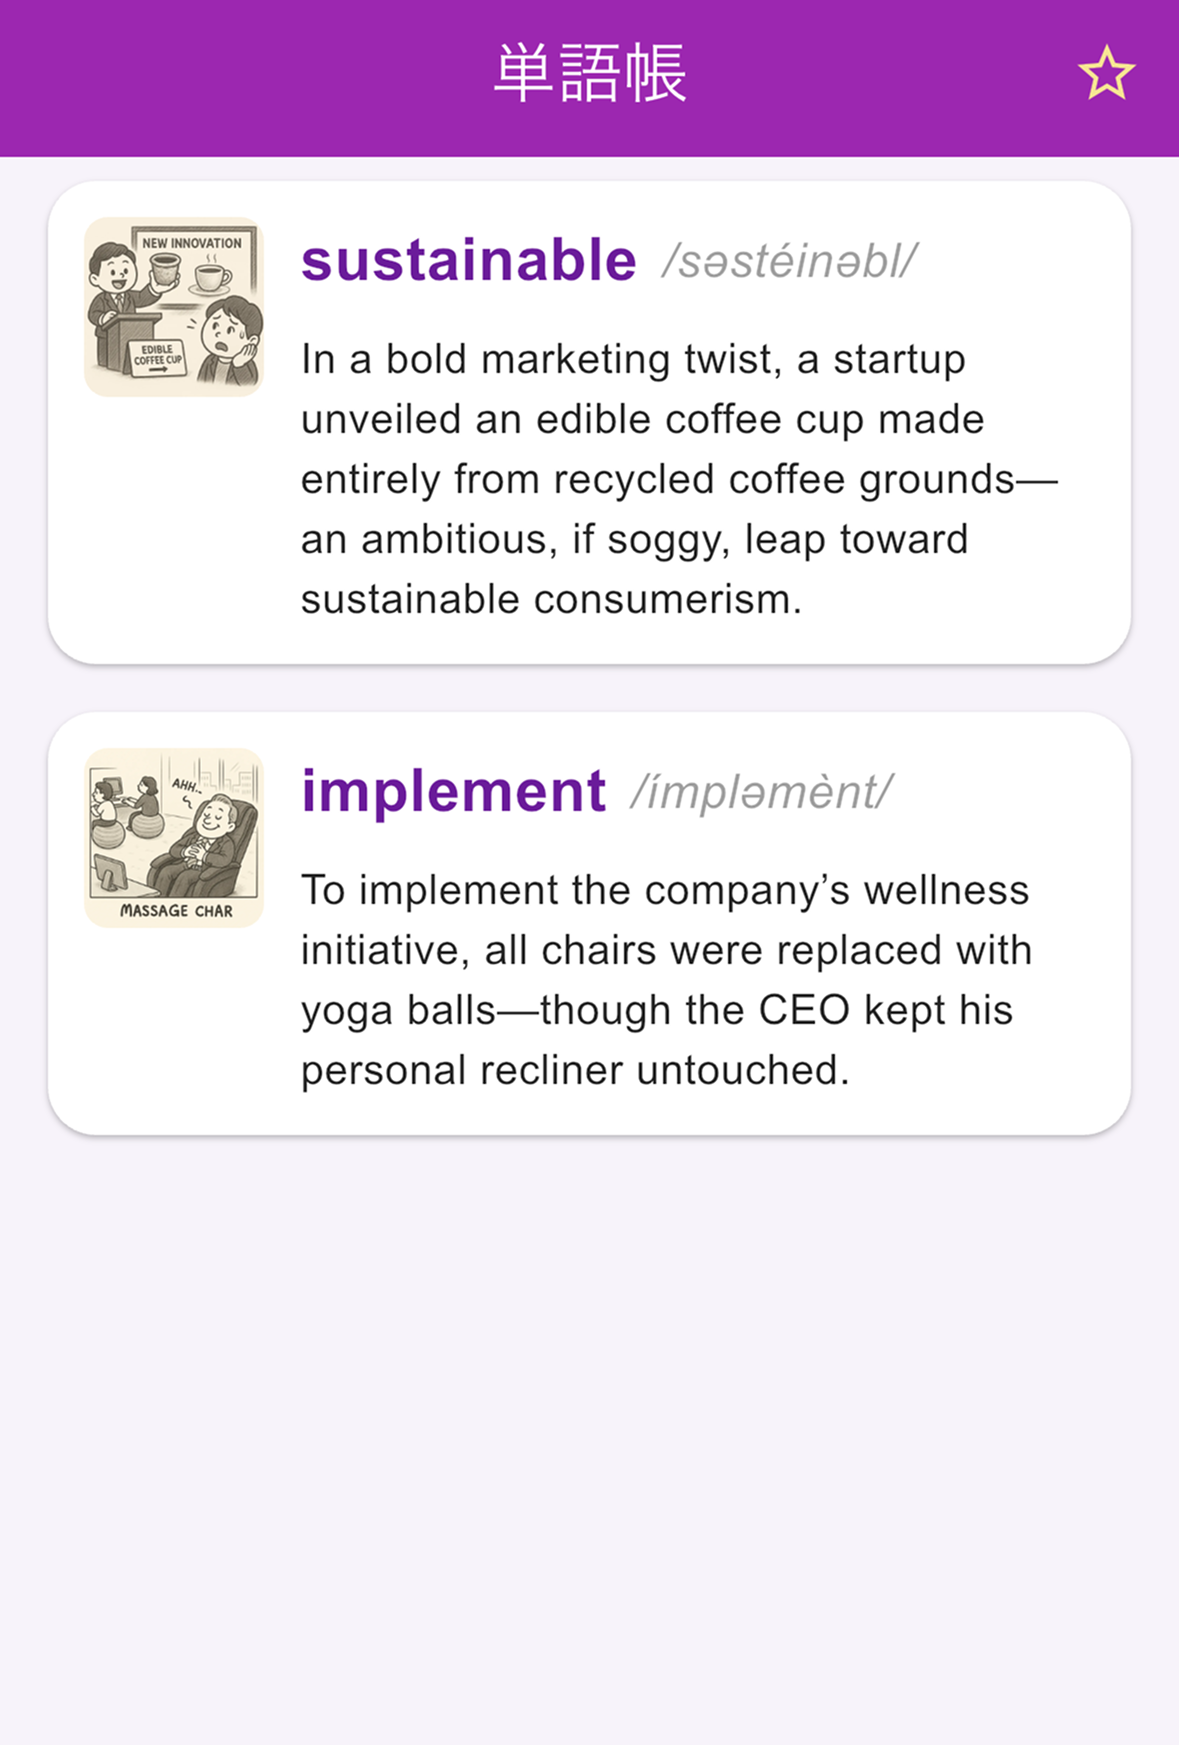 単語帳
NEW INNOVATION
EDIBLE
COFFEE CUP
sustainable /səstéinəbl/
In a bold marketing twist, a startup
unveiled an edible coffee cup made
entirely from recycled coffee grounds—
an ambitious, if soggy, leap toward
sustainable consumerism.
AHH..
MASSAGE CHAR
implement /ímpləmènt/
To implement the company’s wellness
initiative, all chairs were replaced with
yoga balls—though the CEO kept his
personal recliner untouched.